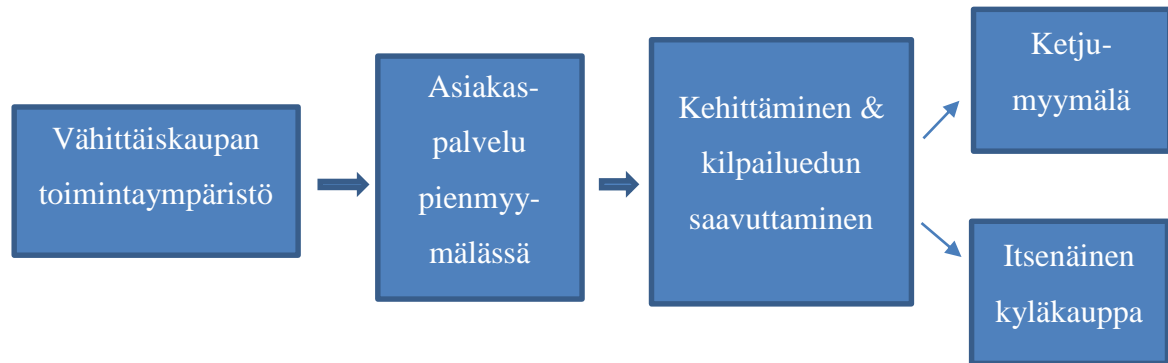 Vähittäiskaupan
toimintaympäristö
Asiakas-
palvelu
pienmyy-
mälässä
Kehittäminen &
kilpailuedun
saavuttaminen
Ketju-
myymälä
Itsenäinen
kyläkauppa